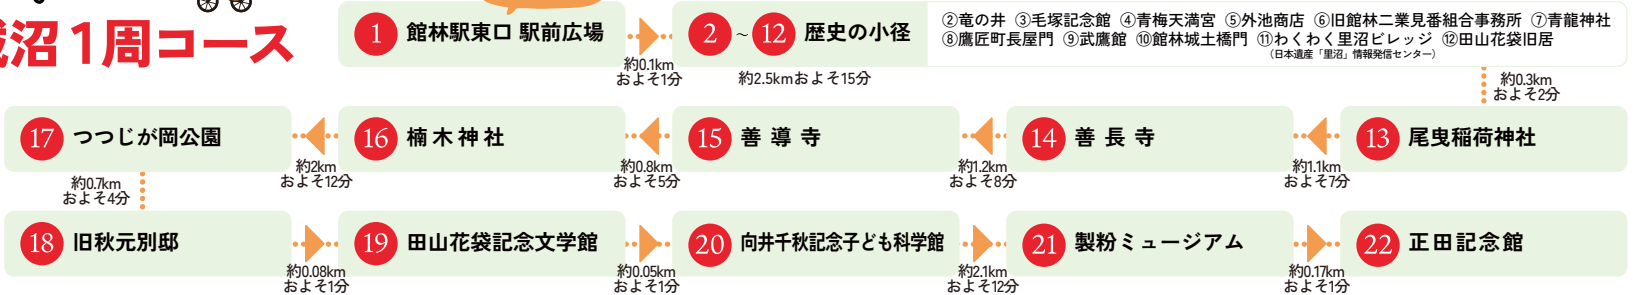 沼1周コース
1 館林駅東口 駅前広場
約0.1km
およそ1分
2~12 歴史の小径
約2.5kmおよそ15分
②竜の井 ③毛塚記念館 ④青梅天満宮 ⑤外池商店 ⑥旧館林二業見番組合事務所 ⑦青龍神社
⑧鷹匠町長屋門 ⑨武鷹館 ⑩館林城土橋門 ⑪わくわく里沼ビレッジ ⑫田山花袋旧居
(日本遺産「里沼」情報発信センター)
約0.3km
およそ2分
13 尾曳稲荷神社
約1.1km
およそ7分
14 善長寺
約1.2km
およそ8分
15 善導寺
約0.8km
およそ5分
16 楠木神社
約2km
およそ12分
17 つつじが岡公園
約0.7km
およそ4分
18 旧秋元別邸
約0.08km
およそ1分
19 田山花袋記念文学館
約0.05km
およそ1分
20 向井千秋記念子ども科学館
約2.1km
およそ12分
21 製粉ミュージアム
約0.17km
およそ1分
22 正田記念館